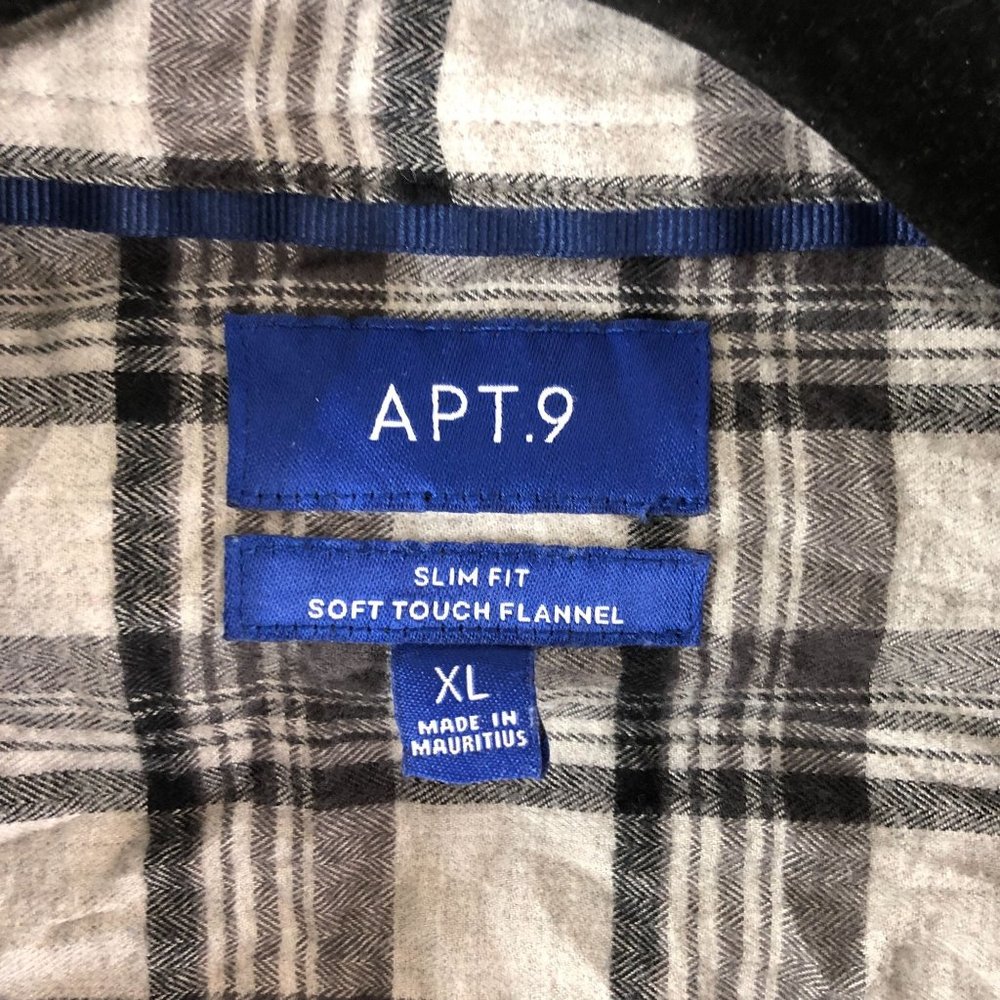 APT.9
SLIM FIT
SOFT TOUCH FLANNEL
XL
MADE IN
MAURITIUS